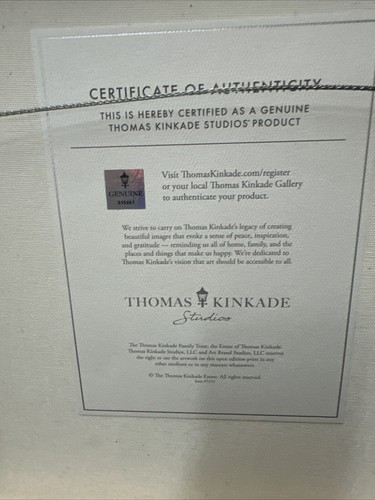 CERTIFICATE OF AUTHENTICITY
THIS IS HEREBY CERTIFIED AS A GENUINE
THOMAS KINKADE STUDIOS® PRODUCT
GENUINE
Visit ThomasKinkade.com/register
or your local Thomas Kinkade Gallery
to authenticate your product.
We strive to carry on Thomas Kinkade's legacy of creating
beautiful images that evoke a sense of peace, inspiration,
and gratitude — reminding us all of home, family, and the
places and things that make us happy. We're dedicated to
Thomas Kinkade's vision that art should be accessible to all.
THOMAS KINKADE
Studios
The Thomas Kinkade Family Trust, the Estate of Thomas Kinkade,
Thomas Kinkade Studios, LLC and Art Brand Studios, LLC reserve
the right to use the artwork on this open edition print in any
other medium or in any manner whatsoever.
© The Thomas Kinkade Estate. All rights reserved.